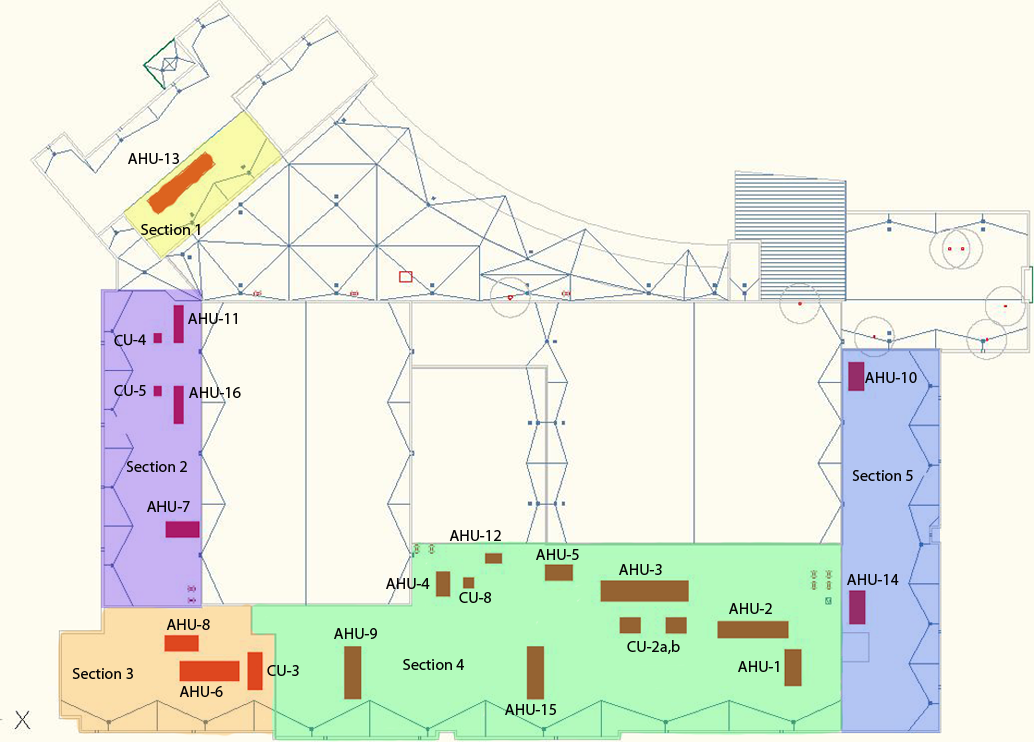 AHU-13
Section 1
AHU-11
CU-4
CU-5
AHU-16
Section 2
AHU-7
AHU-10
Section 5
AHU-14
AHU-12
AHU-5
AHU-4
CU-8
AHU-3
AHU-2
CU-2a,b
AHU-1
AHU-9
Section 4
AHU-15
AHU-8
Section 3
CU-3
AHU-6
X